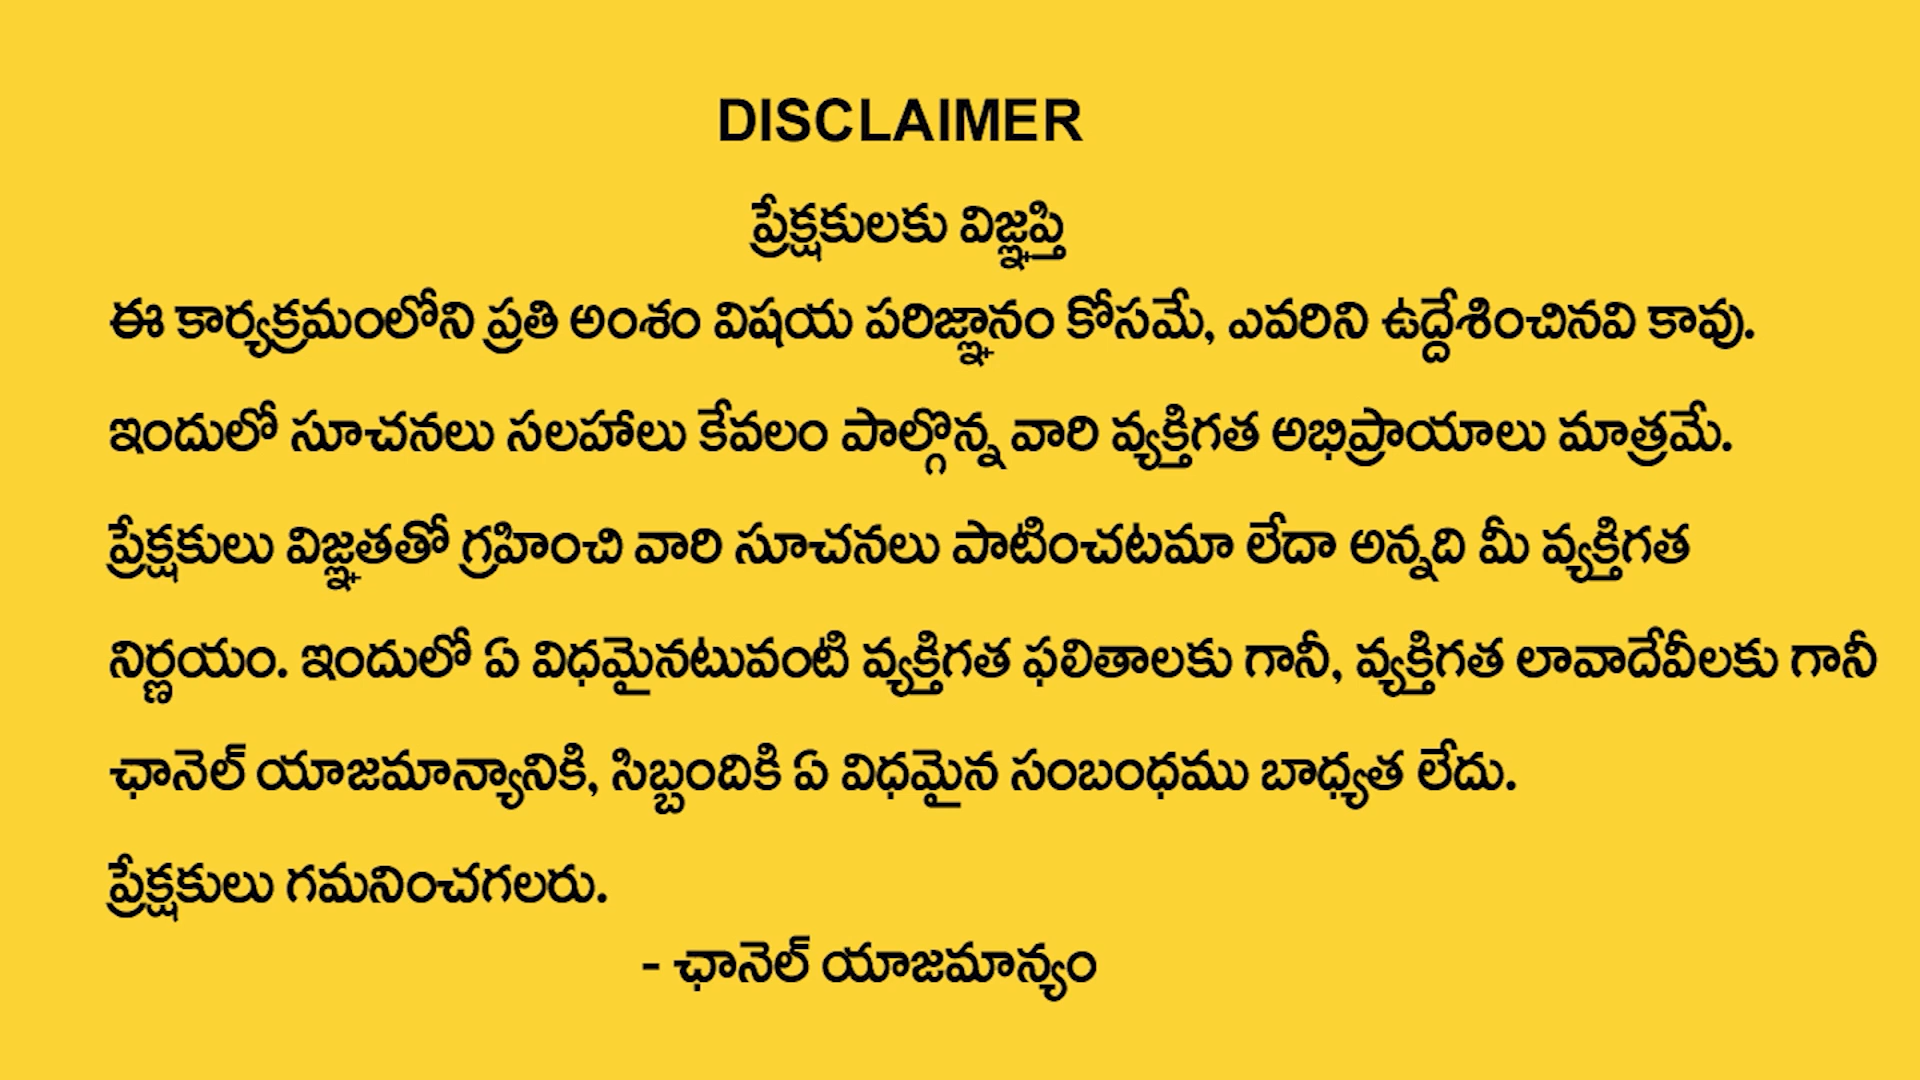 DISCLAIMER
ప్రేక్షకులకు విజ్ఞప్తి
ఈ కార్యక్రమంలోని ప్రతి అంశం విషయ పరిజ్ఞానం కోసమే, ఎవరిని ఉద్దేశించినవి కావు.
ఇందులో సూచనలు సలహాలు కేవలం పాల్గొన్న వారి వ్యక్తిగత అభిప్రాయాలు మాత్రమే.
ప్రేక్షకులు విజ్ఞతతో గ్రహించి వారి సూచనలు పాటించటమా లేదా అన్నది మీ వ్యక్తిగత
నిర్ణయం. ఇందులో ఏ విధమైనటువంటి వ్యక్తిగత ఫలితాలకు గానీ, వ్యక్తిగత లావాదేవీలకు గానీ
ఛానెల్ యాజమాన్యానికి, సిబ్బందికి ఏ విధమైన సంబంధము బాధ్యత లేదు.
ప్రేక్షకులు గమనించగలరు.
- ఛానెల్ యాజమాన్యం